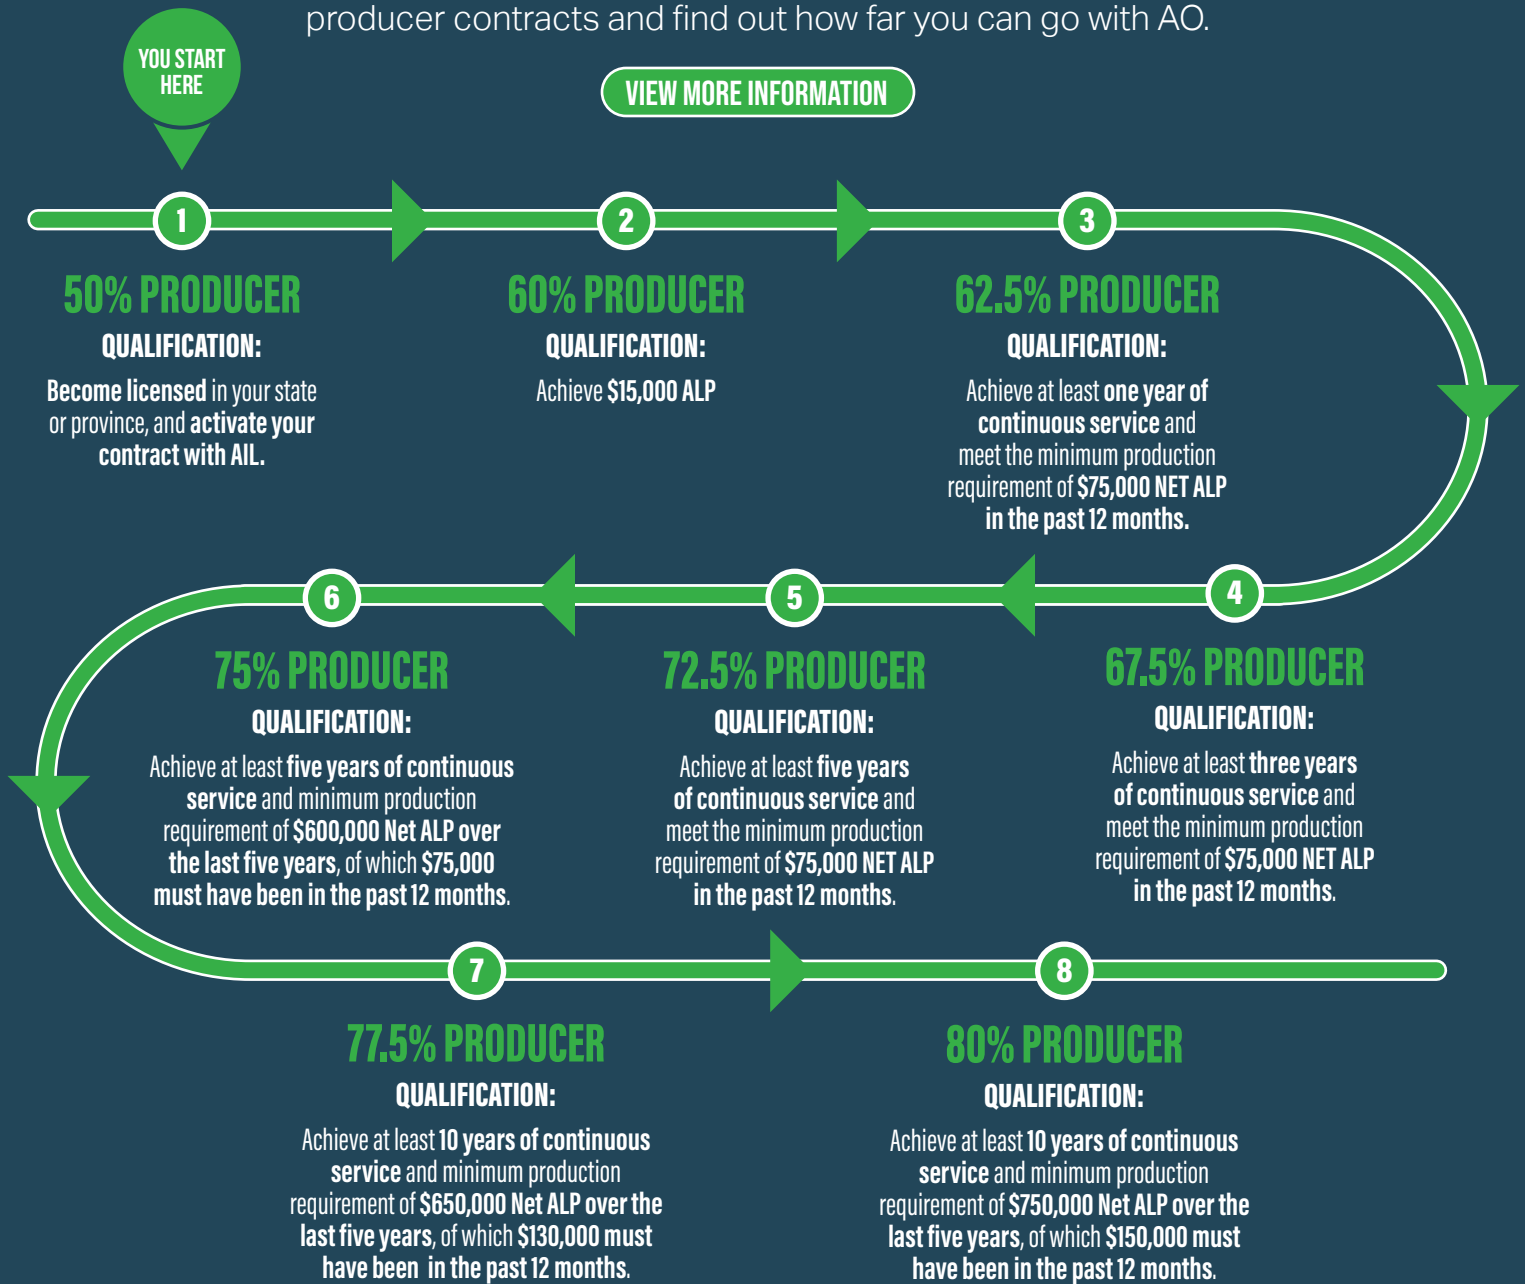 producer contracts and find out how far you can go with AO.
YOU START
HERE
VIEW MORE INFORMATION
1
50% PRODUCER
QUALIFICATION:
Become licensed in your state
or province, and activate your
contract with AIL.
2
60% PRODUCER
QUALIFICATION:
Achieve $15,000 ALP
3
62.5% PRODUCER
QUALIFICATION:
Achieve at least one year of
continuous service and
meet the minimum production
requirement of $75,000 NET ALP
in the past 12 months.
4
67.5% PRODUCER
QUALIFICATION:
Achieve at least three years
of continuous service and
meet the minimum production
requirement of $75,000 NET ALP
in the past 12 months.
5
72.5% PRODUCER
QUALIFICATION:
Achieve at least five years
of continuous service and
meet the minimum production
requirement of $75,000 NET ALP
in the past 12 months.
6
75% PRODUCER
QUALIFICATION:
Achieve at least five years of continuous
service and minimum production
requirement of $600,000 Net ALP over
the last five years, of which $75,000
must have been in the past 12 months.
7
77.5% PRODUCER
QUALIFICATION:
Achieve at least 10 years of continuous
service and minimum production
requirement of $650,000 Net ALP over the
last five years, of which $130,000 must
have been in the past 12 months.
8
80% PRODUCER
QUALIFICATION:
Achieve at least 10 years of continuous
service and minimum production
requirement of $750,000 Net ALP over the
last five years, of which $150,000 must
have been in the past 12 months.